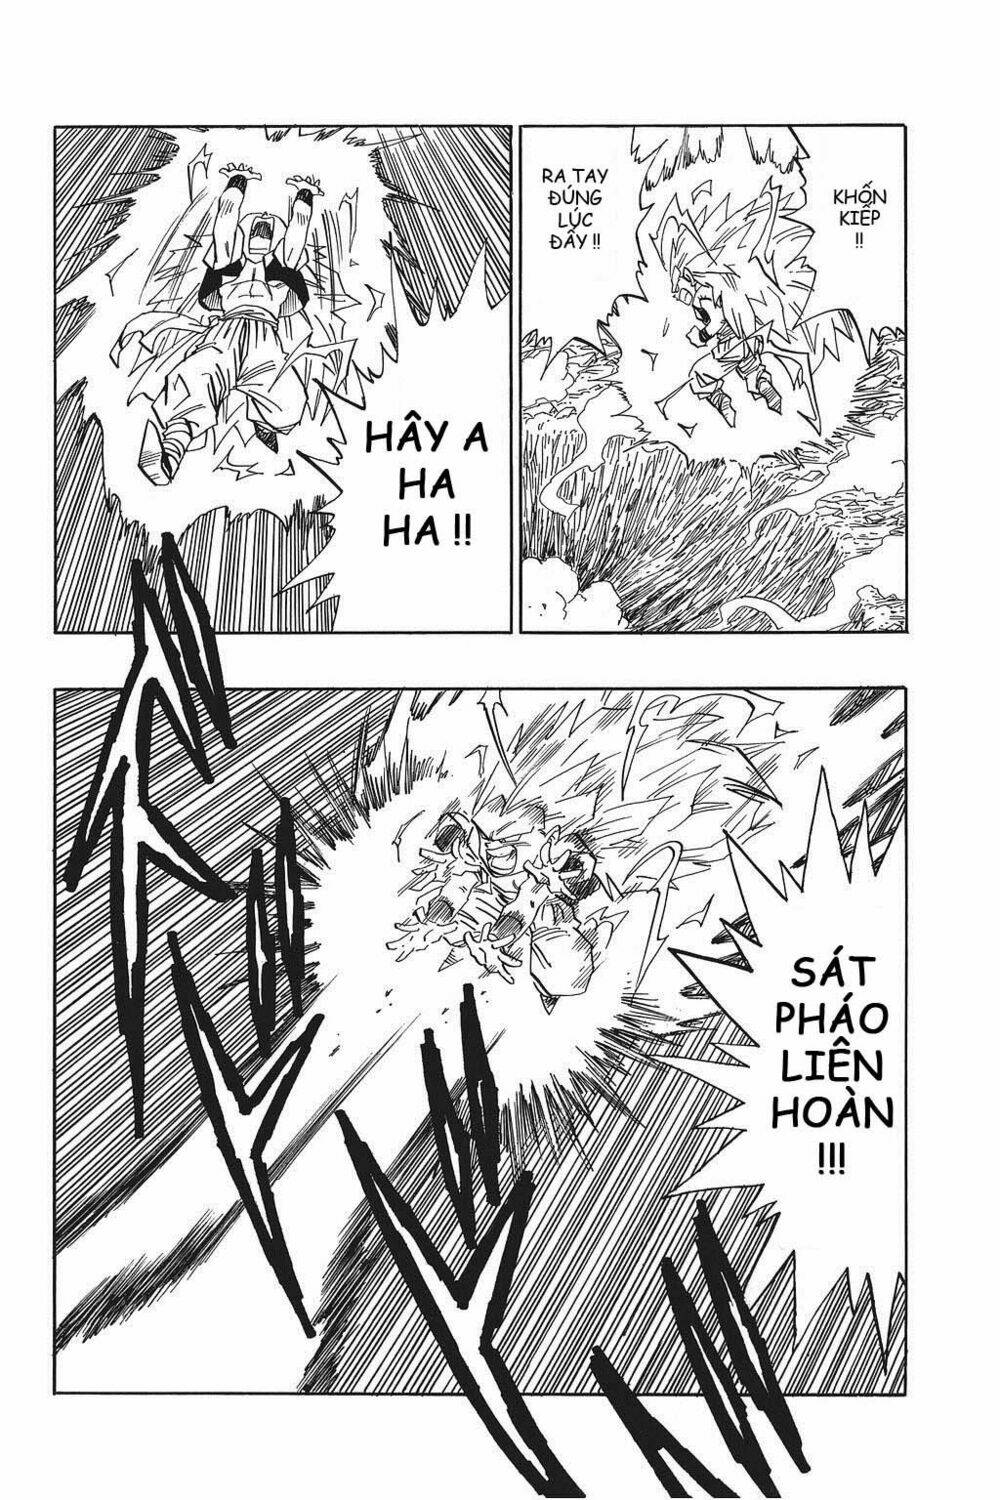 KHỐN
KIẾP
!!
RA TAY
ĐÚNG
LÚC
ĐẤY !!
HÂY A
HA
HA !!
SÁT
PHÁO
LIÊN
HOÀN
!!!